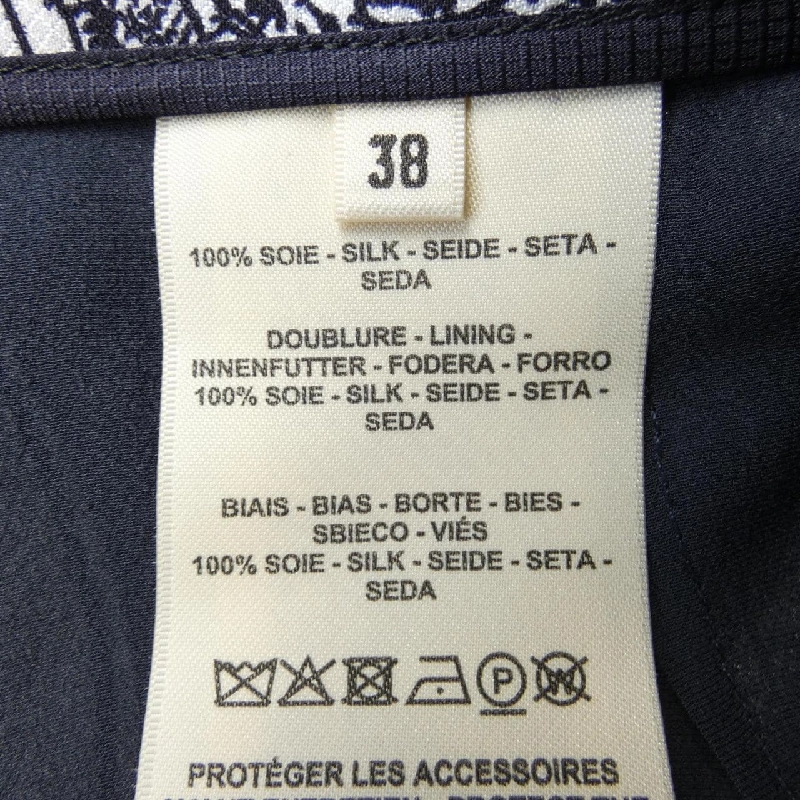 38
100% SOIE - SILK - SEIDE - SETA -
SEDA
DOUBLURE - LINING -
INNENFUTTER - FODERA - FORRO
100% SOIE - SILK - SEIDE - SETA -
SEDA
BIAIS - BIAS - BORTE - BIES -
SBIECO - VIÉS
100% SOIE - SILK - SEIDE - SETA -
SEDA
P W
PROTÉGER LES ACCESSOIRES